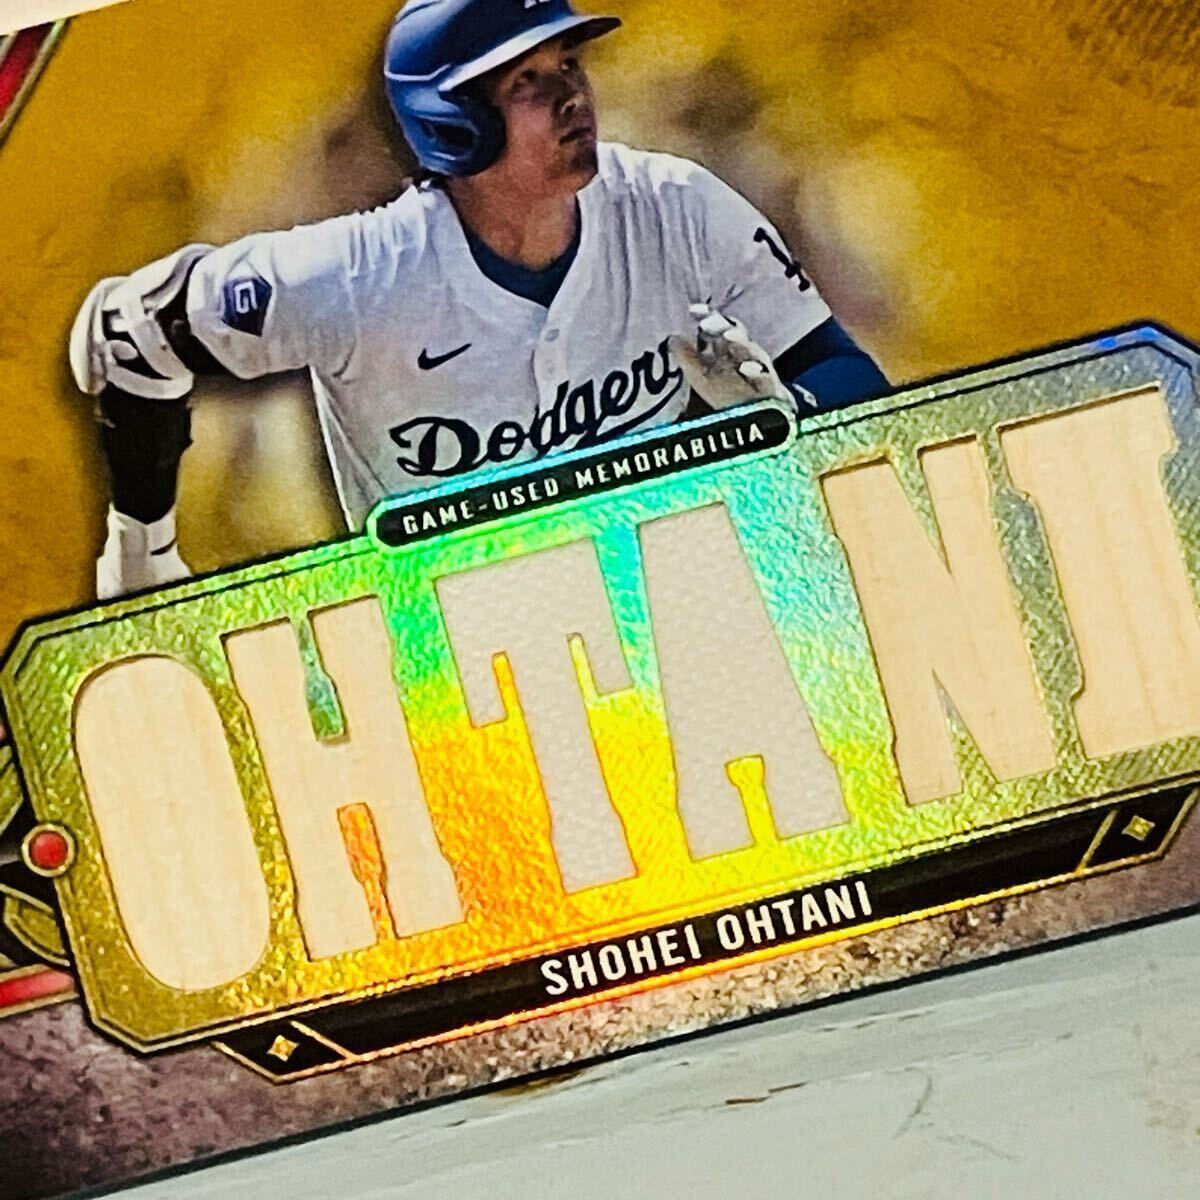 G
Dodgers
GAME-USED MEMORABILIA
OHTANI
SHOHEI OHTANI